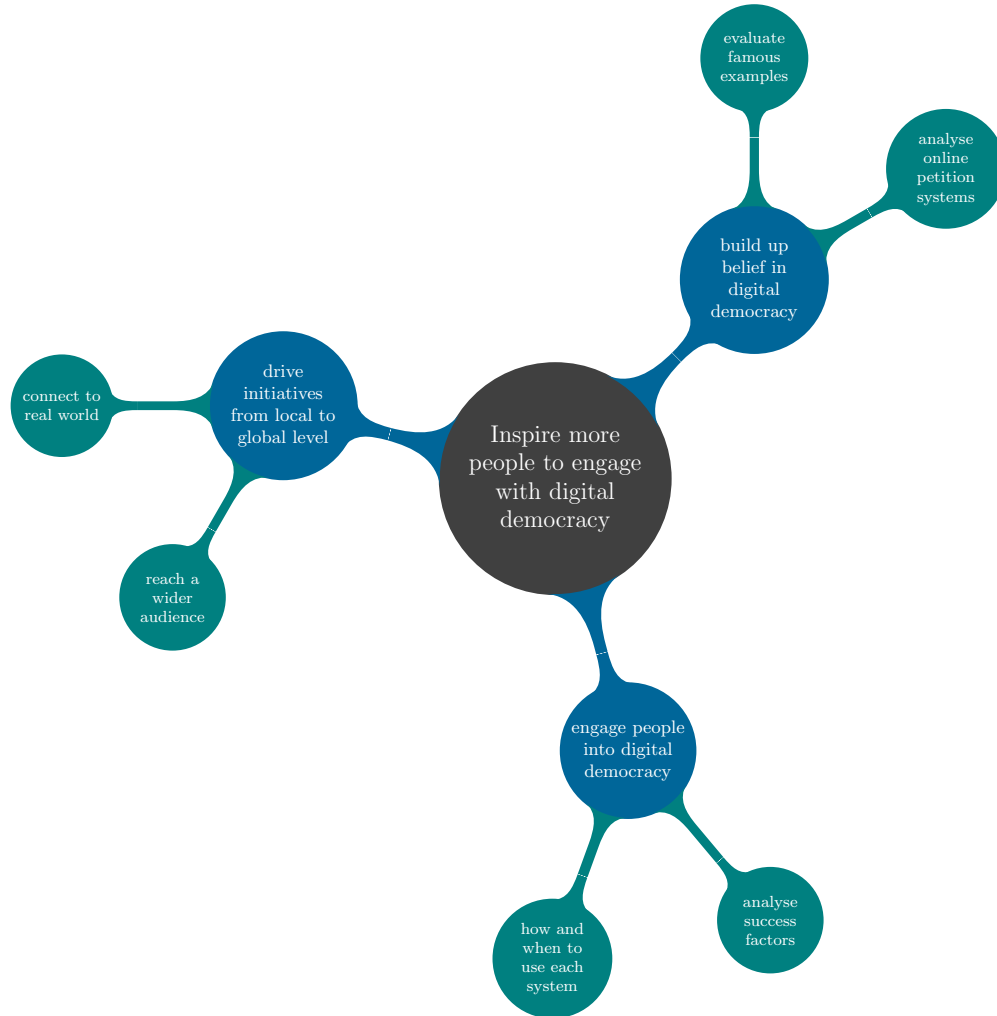 evaluate
famous
examples
analyse
online
petition
systems
build up
belief in
digital
democracy
drive
initiatives
from local to
global level
connect to
real world
Inspire more
people to engage
with digital
democracy
reach a
wider
audience
engage people
into digital
democracy
analyse
success
factors
how and
when to
use each
system